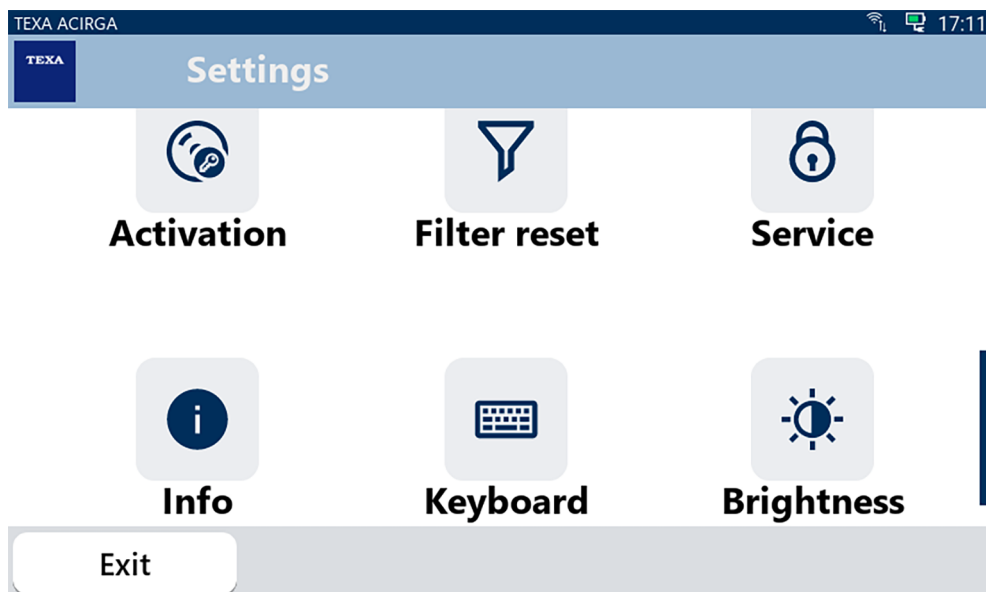 TEXA ACIRGA 17:11
TEXA Settings
Activation Filter reset Service
Info Keyboard Brightness
Exit